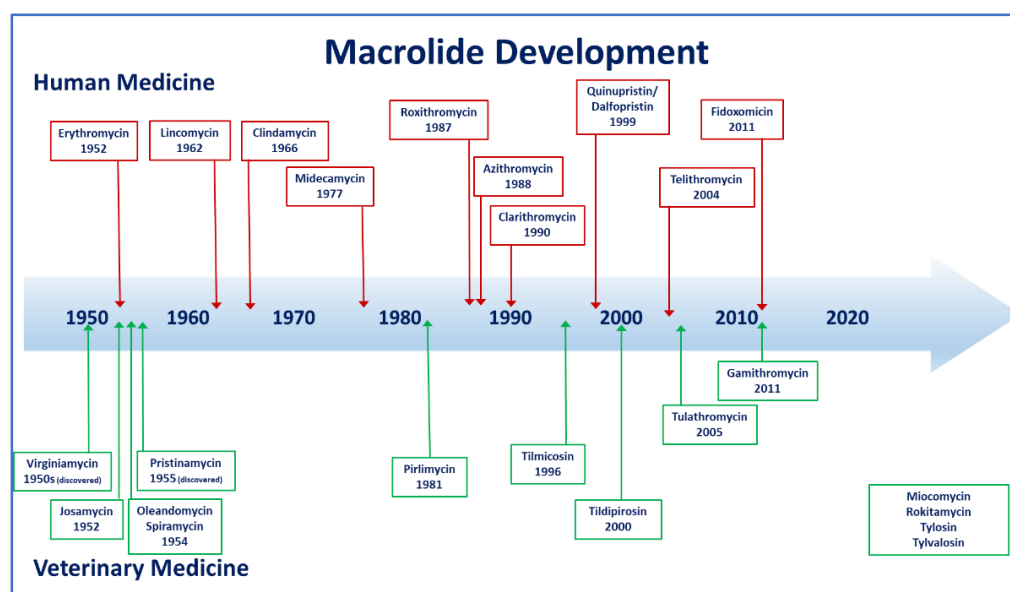 Macrolide Development
Human Medicine
Erythromycin
1952
Lincomycin
1962
Clindamycin
1966
Midecamycin
1977
Roxithromycin
1987
Azithromycin
1988
Clarithromycin
1990
Quinupristin/
Dalfopristin
1999
Telithromycin
2004
Fidoxomicin
2011
1950 1960 1970 1980 1990 2000 2010 2020
Virginiamycin
1950s (discovered)
Josamycin
1952
Oleandomycin
Spiramycin
1954
Pristinamycin
1955 (discovered)
Pirlimycin
1981
Tilmicosin
1996
Tildipirosin
2000
Tulathromycin
2005
Gamithromycin
2011
Miocomycin
Rokitamycin
Tylosin
Tylvalosin
Veterinary Medicine